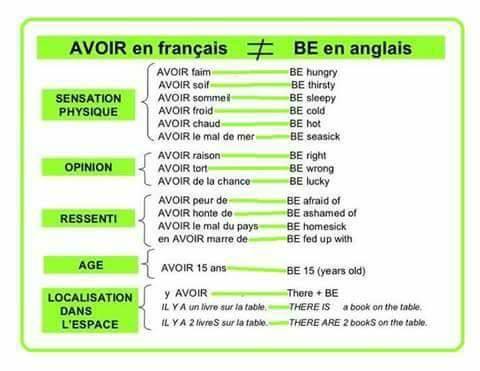 AVOIR en français ≠ BE en anglais
SENSATION PHYSIQUE
AVOIR faim BE hungry
AVOIR soif BE thirsty
AVOIR sommeil BE sleepy
AVOIR froid BE cold
AVOIR chaud BE hot
AVOIR le mal de mer BE seasick
OPINION
AVOIR raison BE right
AVOIR tort BE wrong
AVOIR de la chance BE lucky
RESSENTI
AVOIR peur de BE afraid of
AVOIR honte de BE ashamed of
AVOIR le mal du pays BE homesick
en AVOIR marre de BE fed up with
AGE
AVOIR 15 ans BE 15 (years old)
LOCALISATION
DANS
L'ESPACE
y AVOIR There + BE
IL Y A un livre sur la table. THERE IS a book on the table.
IL Y A 2 livreS sur la table. THERE ARE 2 bookS on the table.